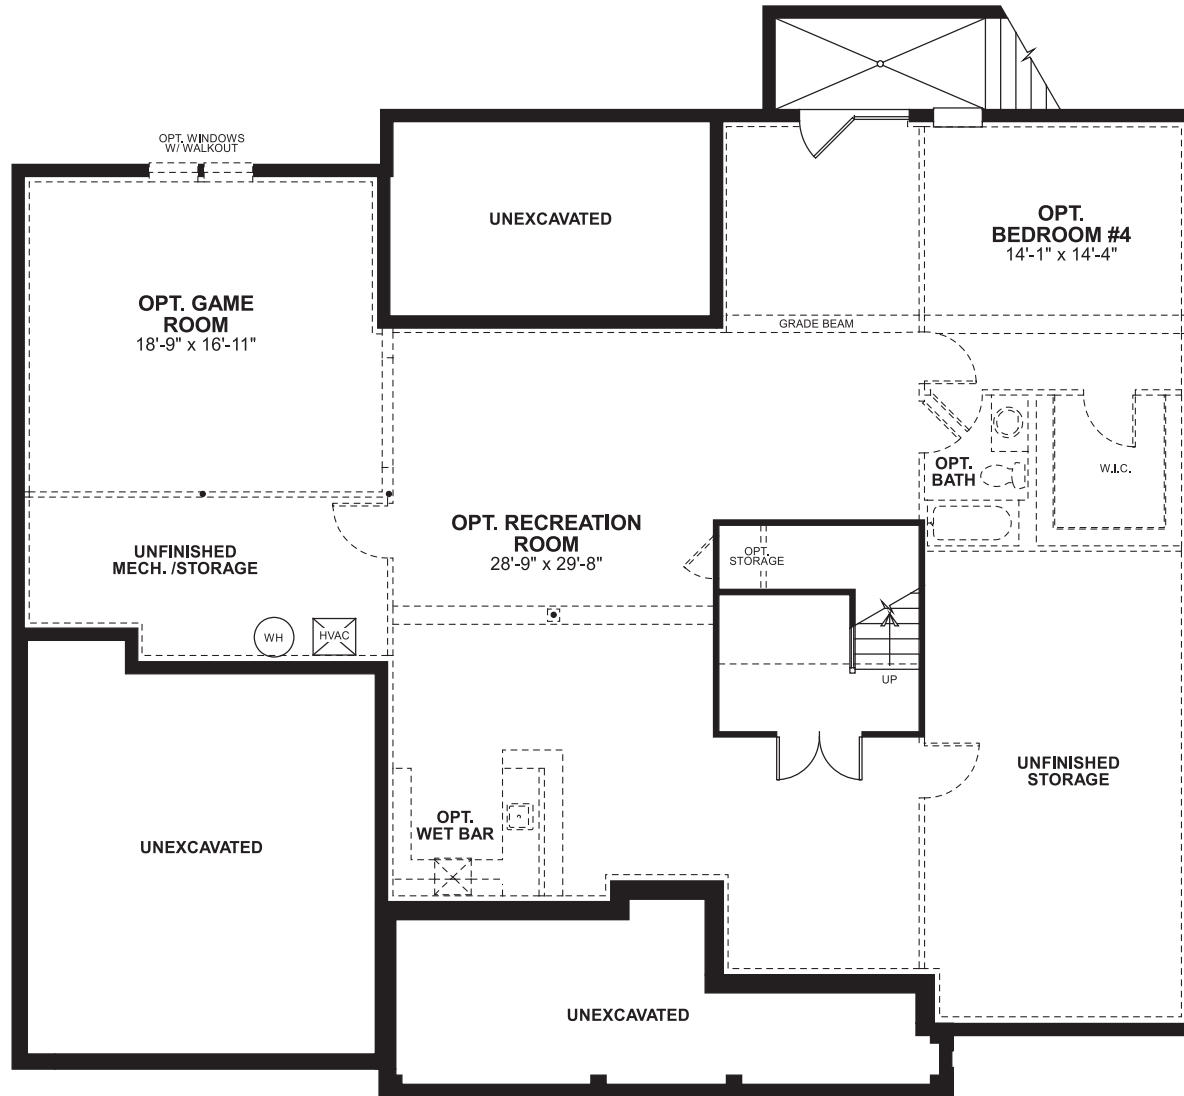 OPT. WINDOWS
W/ WALKOUT
UNEXCAVATED
OPT.
BEDROOM #4
14'-1" x 14'-4"
OPT. GAME
ROOM
18'-9" x 16'-11"
GRADE BEAM
OPT.
BATH
W.I.C.
OPT. RECREATION
ROOM
28'-9" x 29'-8"
OPT.
STORAGE
UNFINISHED
MECH. /STORAGE
WH
HVAC
UP
UNFINISHED
STORAGE
OPT.
WET BAR
UNEXCAVATED
UNEXCAVATED